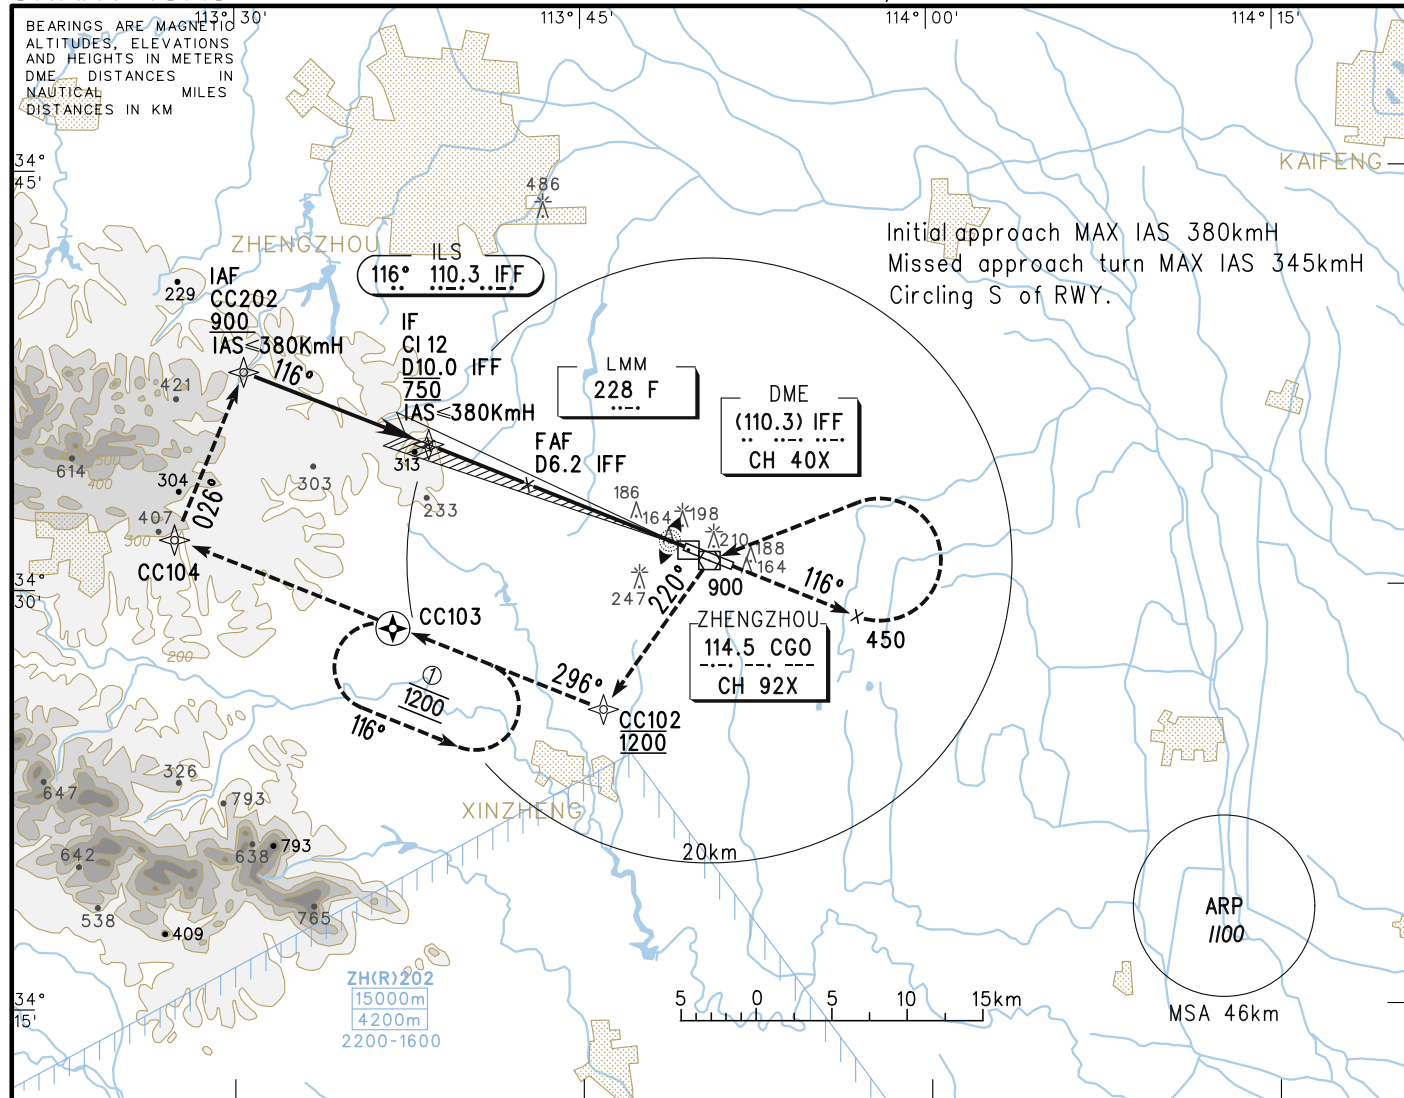 113°30'
113°45'
114°00'
114°15'
BEARINGS ARE MAGNETIC
ALTITUDES, ELEVATIONS
AND HEIGHTS IN METERS
DME DISTANCES IN
NAUTICAL MILES
DISTANCES IN KM
34°
45'
KAIFENG
486
ZHENGZHOU
Initial approach MAX IAS 380kmH
Missed approach turn MAX IAS 345kmH
Circling S of RWY.
ILS
116° 110.3 IFF
229
IAF
CC202
900
IAS≤380KmH
116°
IF
CI 12
D10.0 IFF
750
IAS≤380KmH
LMM
228 F
DME
(110.3) IFF
CH 40X
421
FAF
D6.2 IFF
313
614
500
400
304
303
233
026°
407
300
186
164
198
210
188
164
CC104
247
220°
900
116°
450
34°
30'
CC103
ZHENGZHOU
114.5 CGO
CH 92X
200
1
1200
296°
116°
CC102
1200
326
647
793
XINZHENG
642
638
793
20km
538
765
409
ARP
1100
ZH(R)202
15000m
4200m
2200-1600
34°
15'
5 0 5 10 15km
MSA 46km